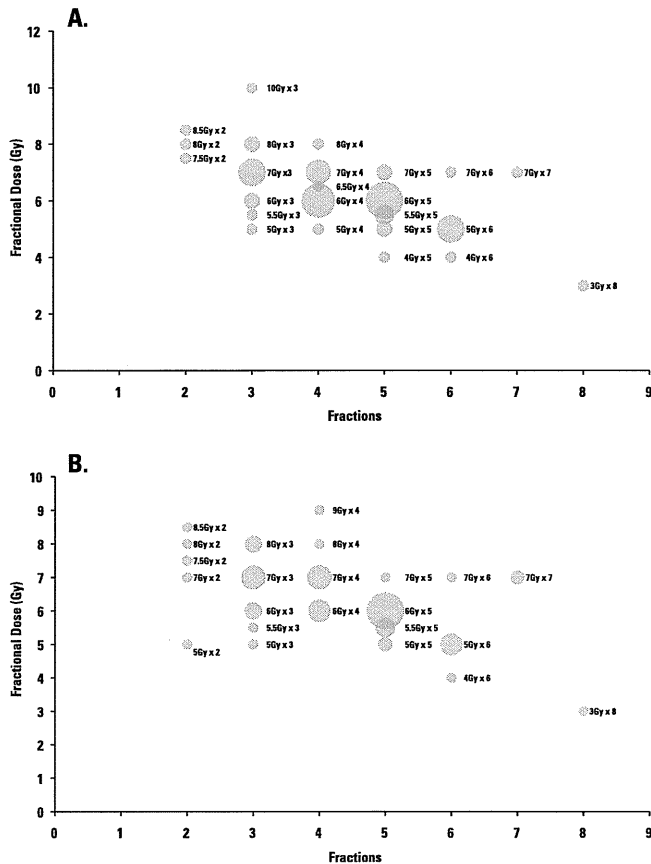 A.
12
10
8
6
4
2
0
Fractional Dose (Gy)
10Gy x 3
8.5Gy x 2
8Gy x 2
8Gy x 3
8Gy x 4
7.5Gy x 2
7Gy x3
7Gy x 4
7Gy x 5
7Gy x 6
7Gy x 7
6.5Gy x 4
6Gy x 3
6Gy x 4
6Gy x 5
5.5Gy x 3
5.5Gy x 5
5Gy x 3
5Gy x 4
5Gy x 5
5Gy x 6
4Gy x 5
4Gy x 6
3Gy x 8
0 1 2 3 4 5 6 7 8 9
Fractions
B.
10
9
8
7
6
5
4
3
2
1
0
Fractional Dose (Gy)
9Gy x 4
8.5Gy x 2
8Gy x 2
8Gy x 3
8Gy x 4
7.5Gy x 2
7Gy x 2
7Gy x 3
7Gy x 4
7Gy x 5
7Gy x 6
7Gy x 7
6Gy x 3
6Gy x 4
6Gy x 5
5.5Gy x 3
5.5Gy x 5
5Gy x 2
5Gy x 3
5Gy x 5
5Gy x 6
4Gy x 6
3Gy x 8
0 1 2 3 4 5 6 7 8 9
Fractions